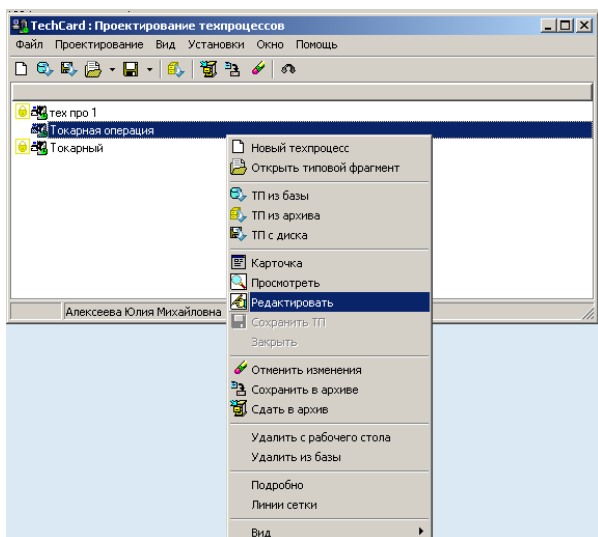 TechCard : Проектирование техпроцессов
Файл Проектирование Вид Установки Окно Помощь
тех про 1
Токарная операция
Токарный
Новый техпроцесс
Открыть типовой фрагмент
ТП из базы
ТП из архива
ТП с диска
Карточка
Просмотреть
Редактировать
Сохранить ТП
Закрыть
Отменить изменения
Сохранить в архиве
Сдать в архив
Удалить с рабочего стола
Удалить из базы
Подробно
Линии сетки
Вид
Алексеева Юлия Михайловна